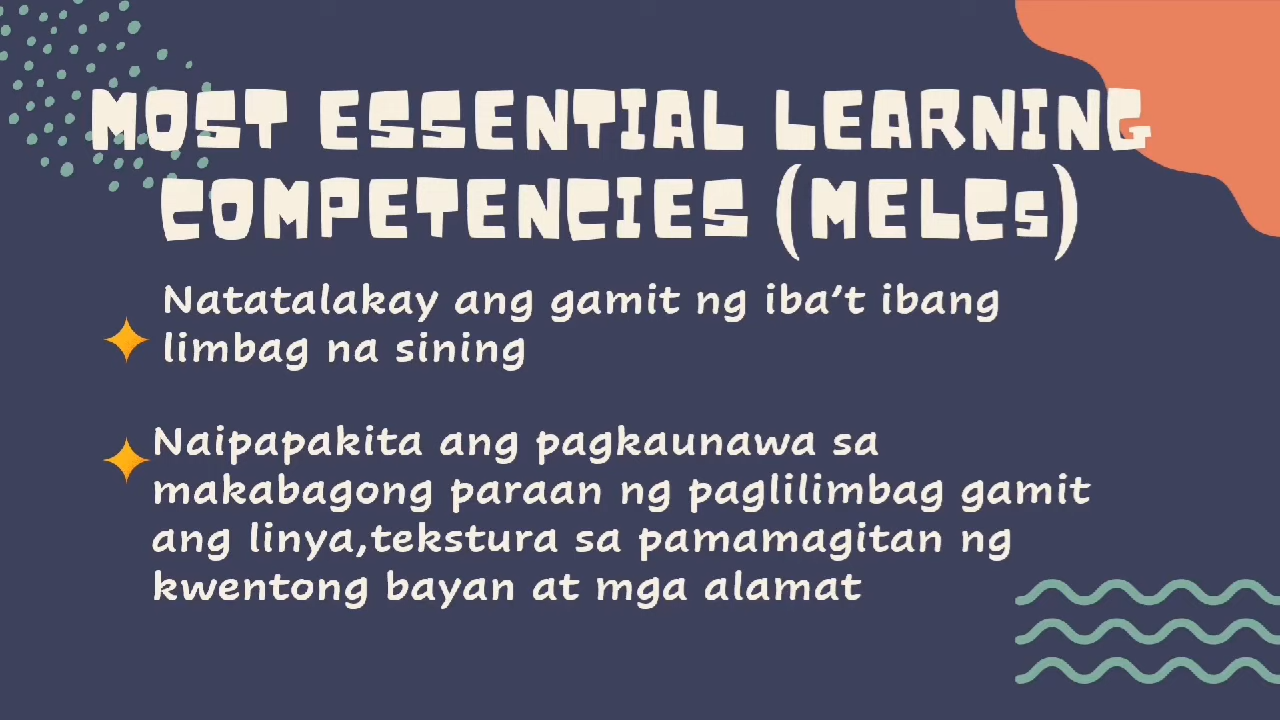 MOST ESSENTIAL LEARNING
COMPETENCIES (MELCs)
Natatalakay ang gamit ng iba't ibang
limbag na sining
Naipapakita ang pagkaunawa sa
makabagong paraan ng paglilimbag gamit
ang linya,tekstura sa pamamagitan ng
kwentong bayan at mga alamat